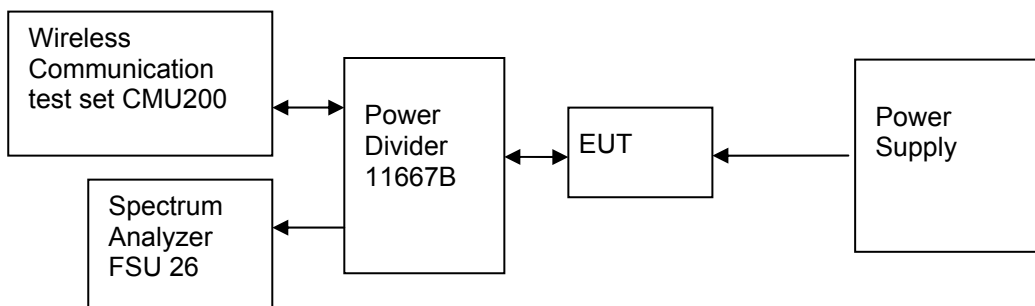 Wireless
Communication
test set CMU200
Power
Divider
11667B
EUT
Power
Supply
Spectrum
Analyzer
FSU 26